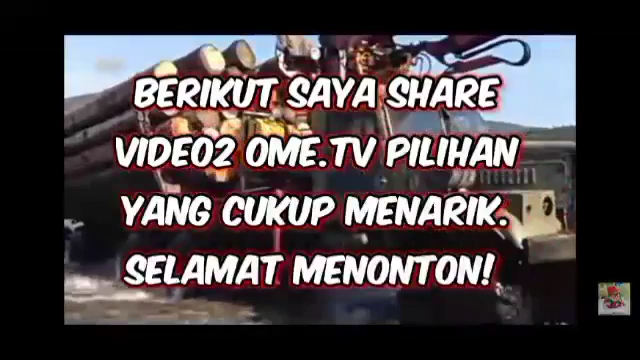 BERIKUT SAYA SHARE
VIDEO2 OME.TV PILIHAN
YANG CUKUP MENARIK.
SELAMAT MENONTON!